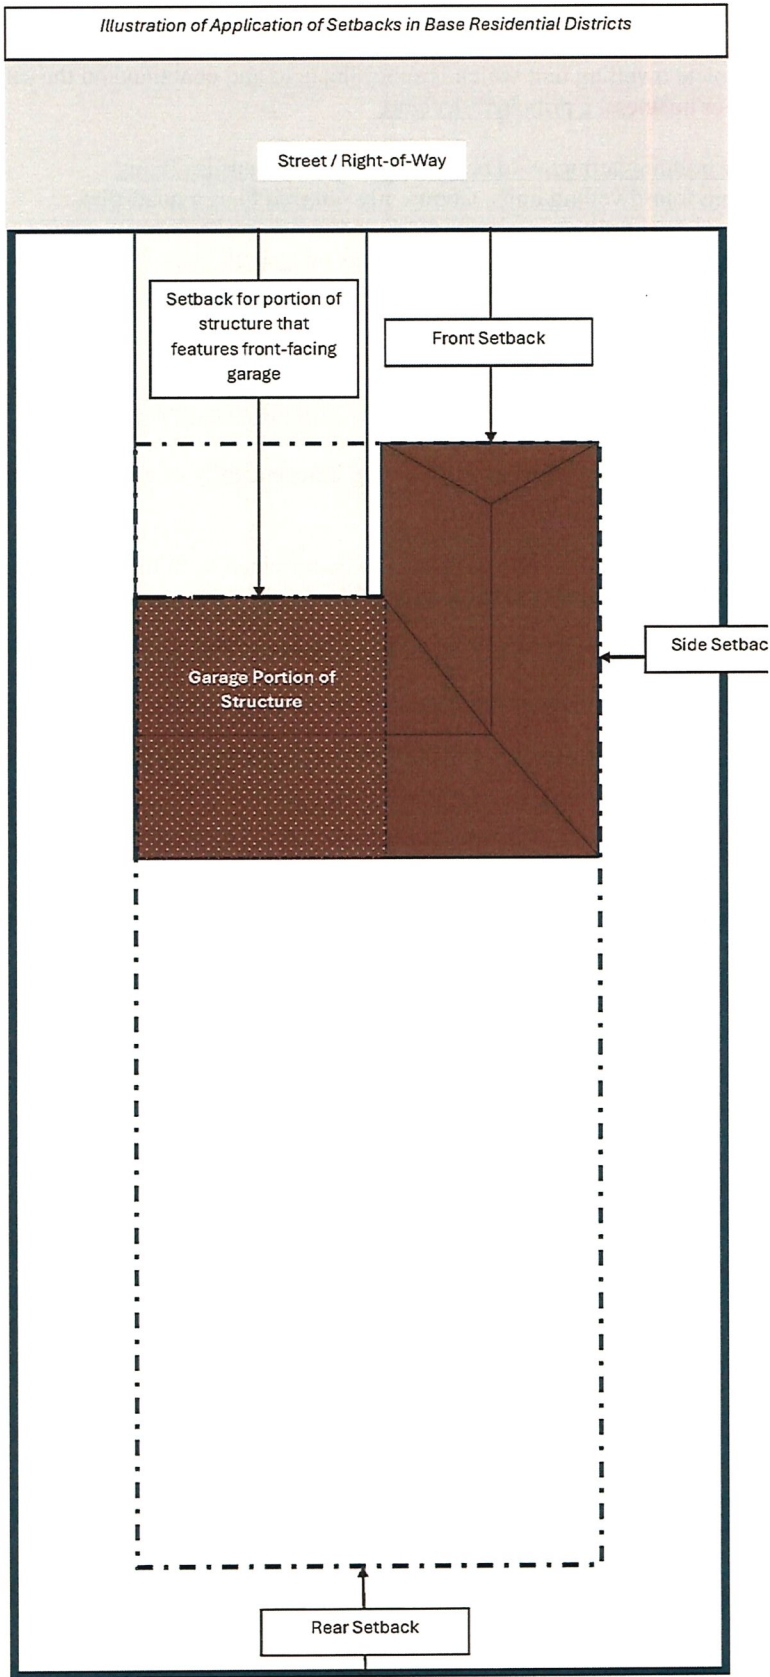 Illustration of Application of Setbacks in Base Residential Districts
Street / Right-of-Way
Setback for portion of
structure that
features front-facing
garage
Front Setback
Side Setbac
Garage Portion of
Structure
Rear Setback